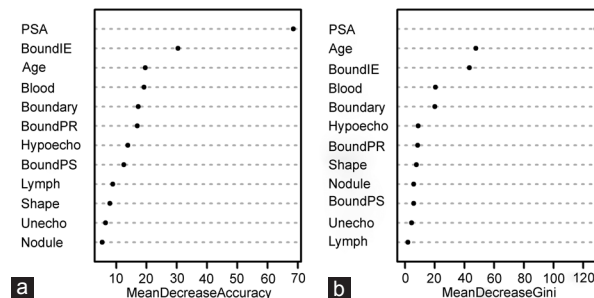 PSA
BoundIE
Age
Blood
Boundary
BoundPR
Hypoecho
BoundPS
Lymph
Shape
Unecho
Nodule
10 20 30 40 50 60 70
MeanDecreaseAccuracy
a
PSA
Age
BoundIE
Blood
Boundary
Hypoecho
BoundPR
Shape
Nodule
BoundPS
Unecho
Lymph
0 20 40 60 80 100 120
MeanDecreaseGini
b